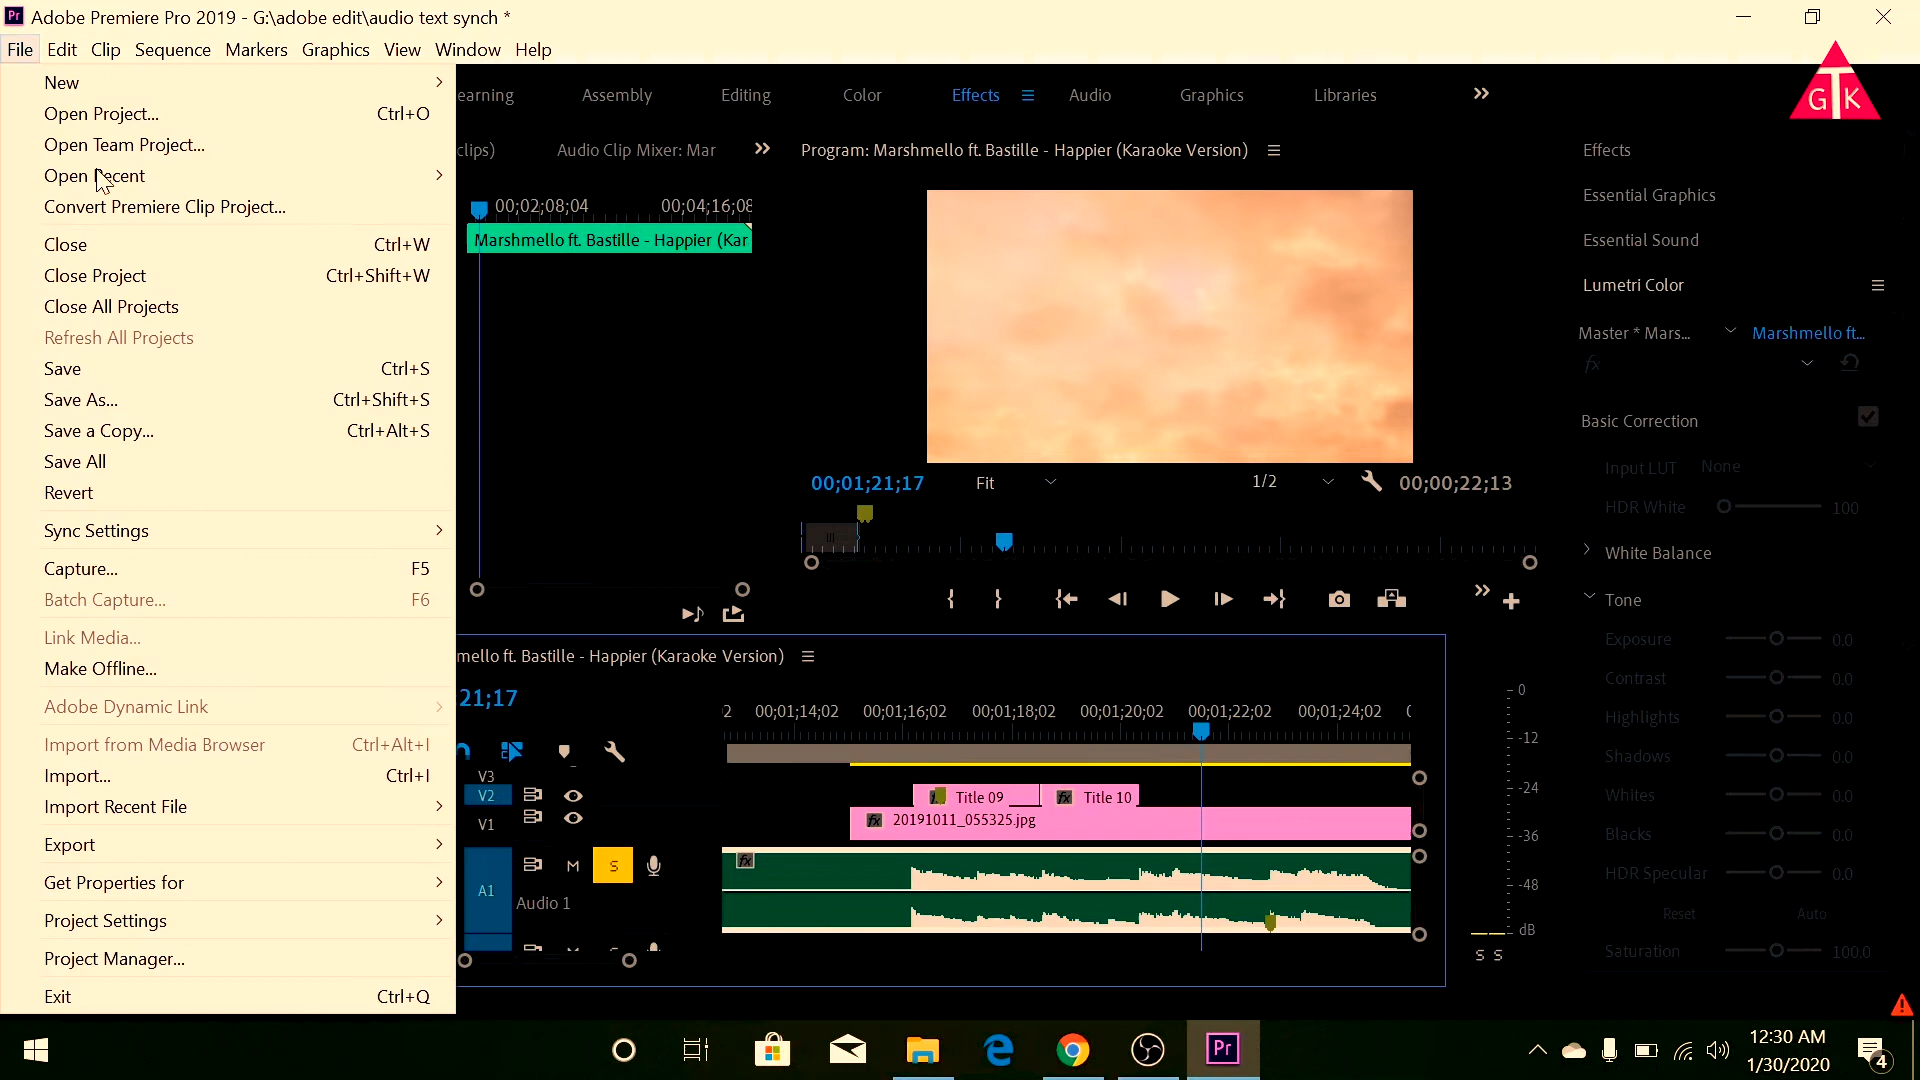 Pr Adobe Premiere Pro 2019 - G:\adobe edit\audio text synch *
File Edit Clip Sequence Markers Graphics View Window Help
New
Open Project... Ctrl+O
Open Team Project...
Open Recent
Convert Premiere Clip Project...
Close Ctrl+W
Close Project Ctrl+Shift+W
Close All Projects
Refresh All Projects
Save Ctrl+S
Save As... Ctrl+Shift+S
Save a Copy... Ctrl+Alt+S
Save All
Revert
Sync Settings
Capture... F5
Batch Capture... F6
Link Media...
Make Offline...
Adobe Dynamic Link
Import from Media Browser Ctrl+Alt+I
Import... Ctrl+I
Import Recent File
Export
Get Properties for
Project Settings
Project Manager...
Exit Ctrl+Q
earning Assembly Editing Color Effects Audio Graphics Libraries
GTK
clips) Audio Clip Mixer: Mar
00;02;08;04 00;04;16;08
Marshmello ft. Bastille - Happier (Kar
Program: Marshmello ft. Bastille - Happier (Karaoke Version)
00;01;21;17 Fit 1/2 00;00;22;13
mello ft. Bastille - Happier (Karaoke Version)
21;17
2 00;01;14;02 00;01;16;02 00;01;18;02 00;01;20;02 00;01;22;02 00;01;24;02
V3
V2
Title 09 Title 10
V1
fx 20191011_055325.jpg
A1 M S
fx
Audio 1
0
-12
-24
-36
-48
dB
S S
Effects
Essential Graphics
Essential Sound
Lumetri Color
Master * Mars... Marshmello ft...
fx
Basic Correction
Input LUT None
HDR White 100
White Balance
Tone
Exposure 0.0
Contrast 0.0
Highlights 0.0
Shadows 0.0
Whites 0.0
Blacks 0.0
HDR Specular 0.0
Reset Auto
Saturation 100.0
Pr
12:30 AM
1/30/2020
4